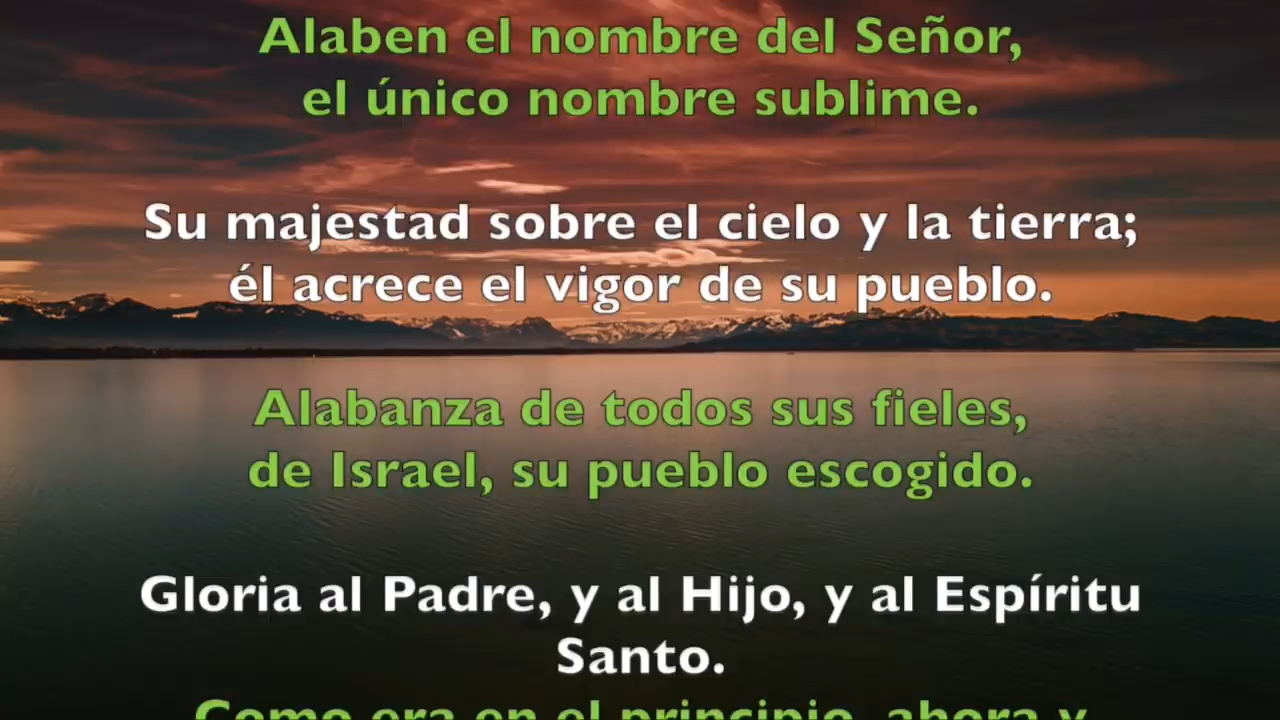 Alaben el nombre del Señor,
el único nombre sublime.
Su majestad sobre el cielo y la tierra;
él acrece el vigor de su pueblo.
Alabanza de todos sus fieles,
de Israel, su pueblo escogido.
Gloria al Padre, y al Hijo, y al Espíritu
Santo.
Como era en el principio, ahora y